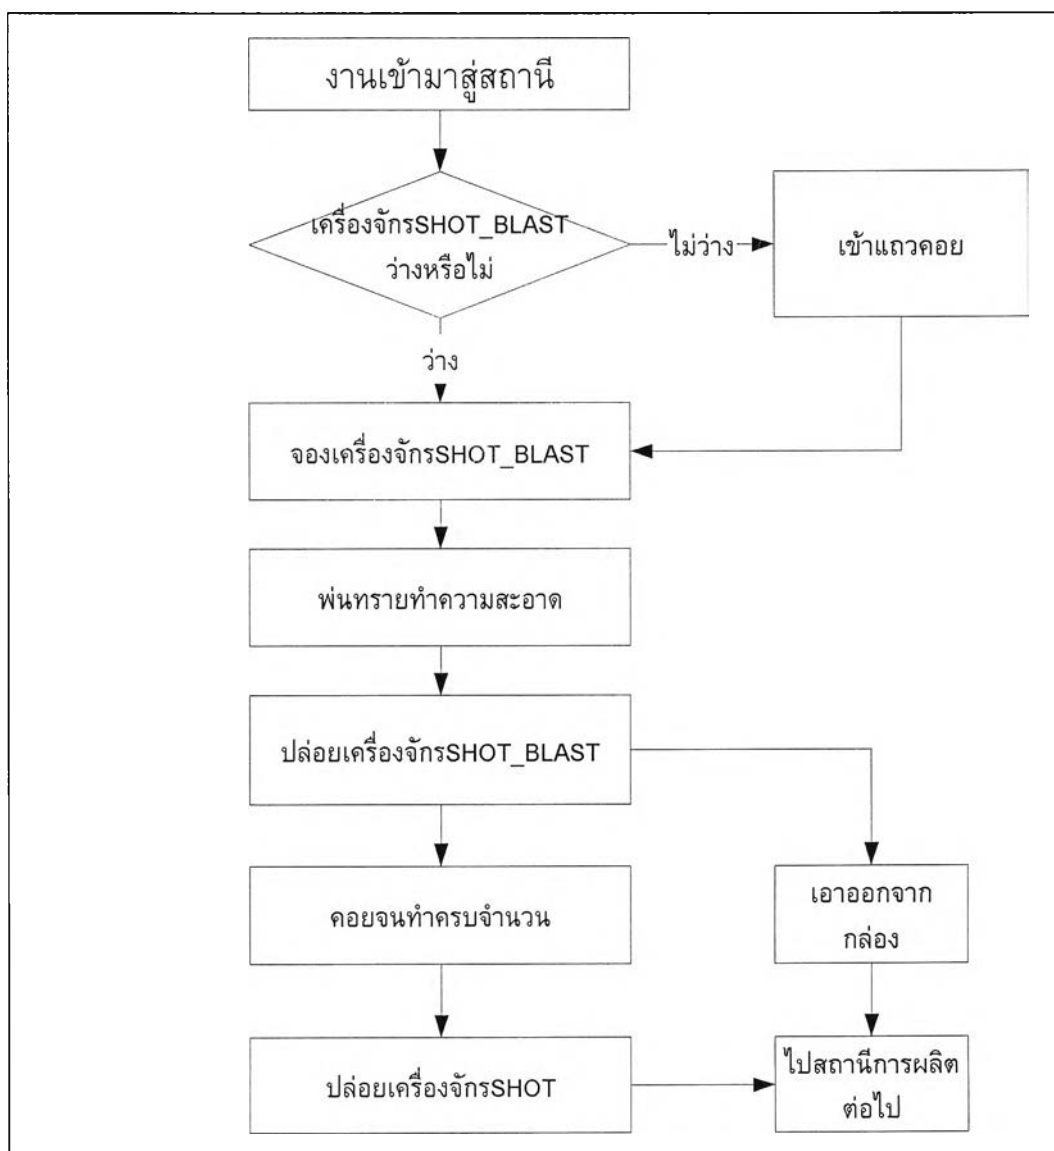 งานเข้ามาสู่สถานี
เครื่องจักรSHOT_BLAST
ว่างหรือไม่
ไม่ว่าง
เข้าแถวคอย
ว่าง
จองเครื่องจักรSHOT_BLAST
พ่นทรายทำความสะอาด
ปล่อยเครื่องจักรSHOT_BLAST
คอยจนทำครบจำนวน
เอาออกจาก
กล่อง
ปล่อยเครื่องจักรSHOT
ไปสถานีการผลิต
ต่อไป